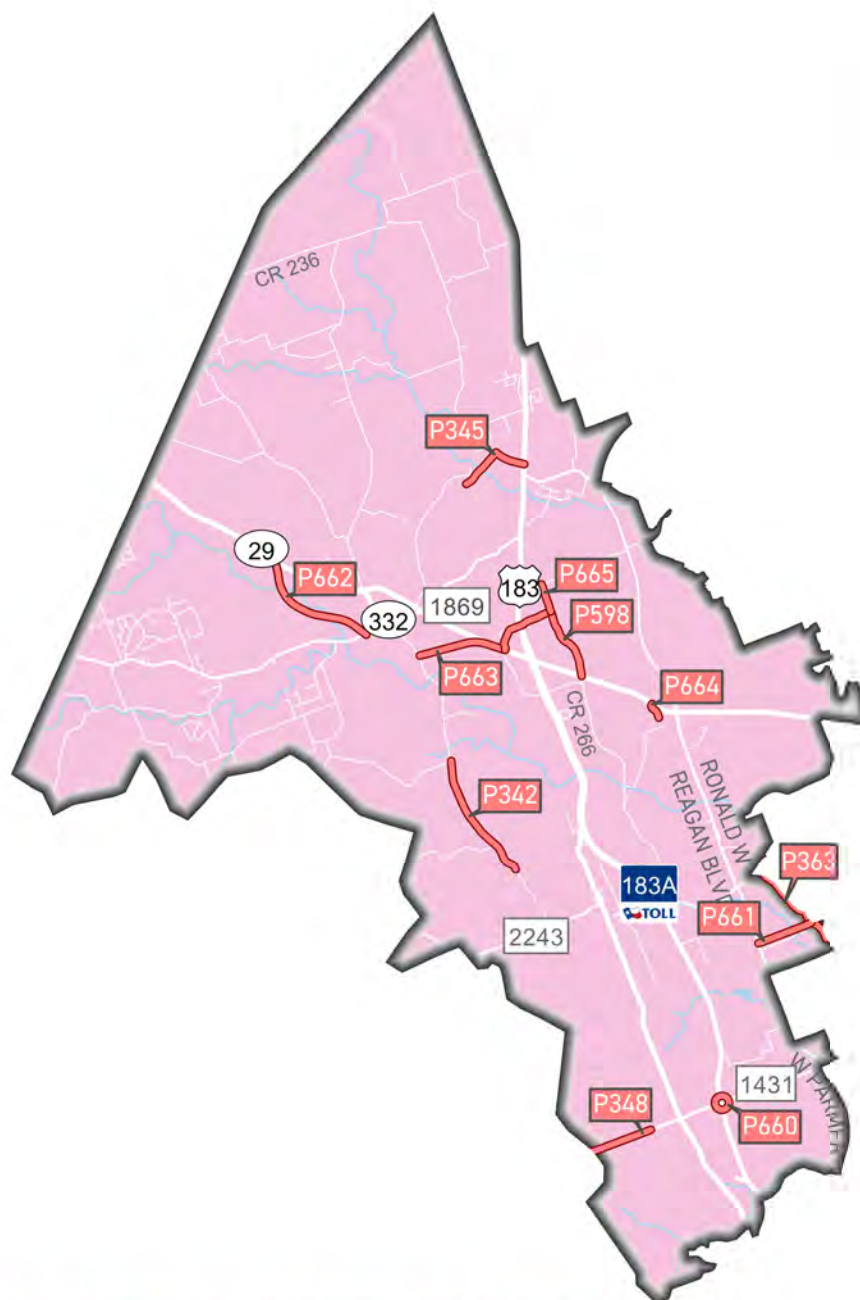 CR 236
P345
29
P662
183
P665
1869
332
P598
P663
P664
CR 266
RONALD W
REAGAN BLVD
P342
P363
183A
TOLL
P661
2243
1431
W PARMER
P348
P660